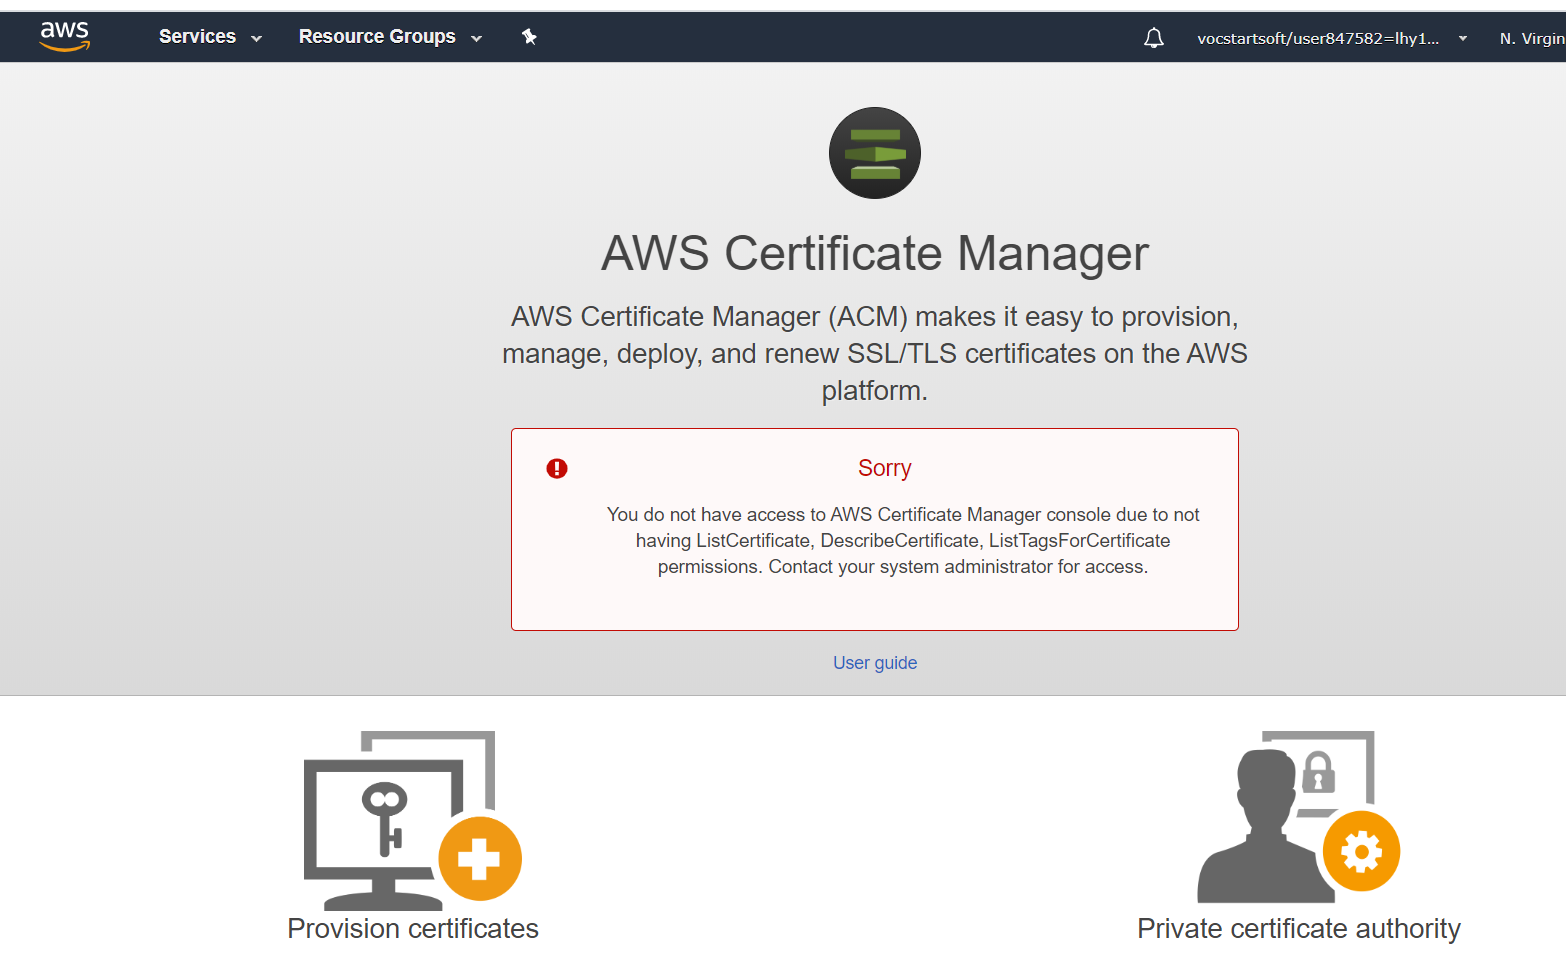 aws
Services
Resource Groups
vocstartsoft/user847582=lhy1...
N. Virgin
AWS Certificate Manager
AWS Certificate Manager (ACM) makes it easy to provision,
manage, deploy, and renew SSL/TLS certificates on the AWS
platform.
Sorry
You do not have access to AWS Certificate Manager console due to not
having ListCertificate, DescribeCertificate, ListTagsForCertificate
permissions. Contact your system administrator for access.
User guide
Provision certificates
Private certificate authority